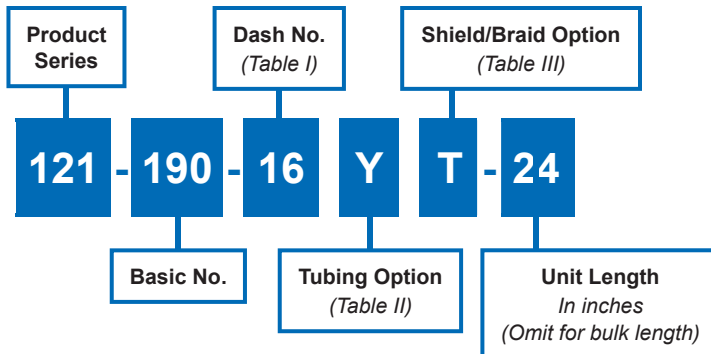 Product
Series
Dash No.
(Table I)
Shield/Braid Option
(Table III)
121 - 190 - 16 Y T - 24
Basic No.
Tubing Option
(Table II)
Unit Length
In inches
(Omit for bulk length)